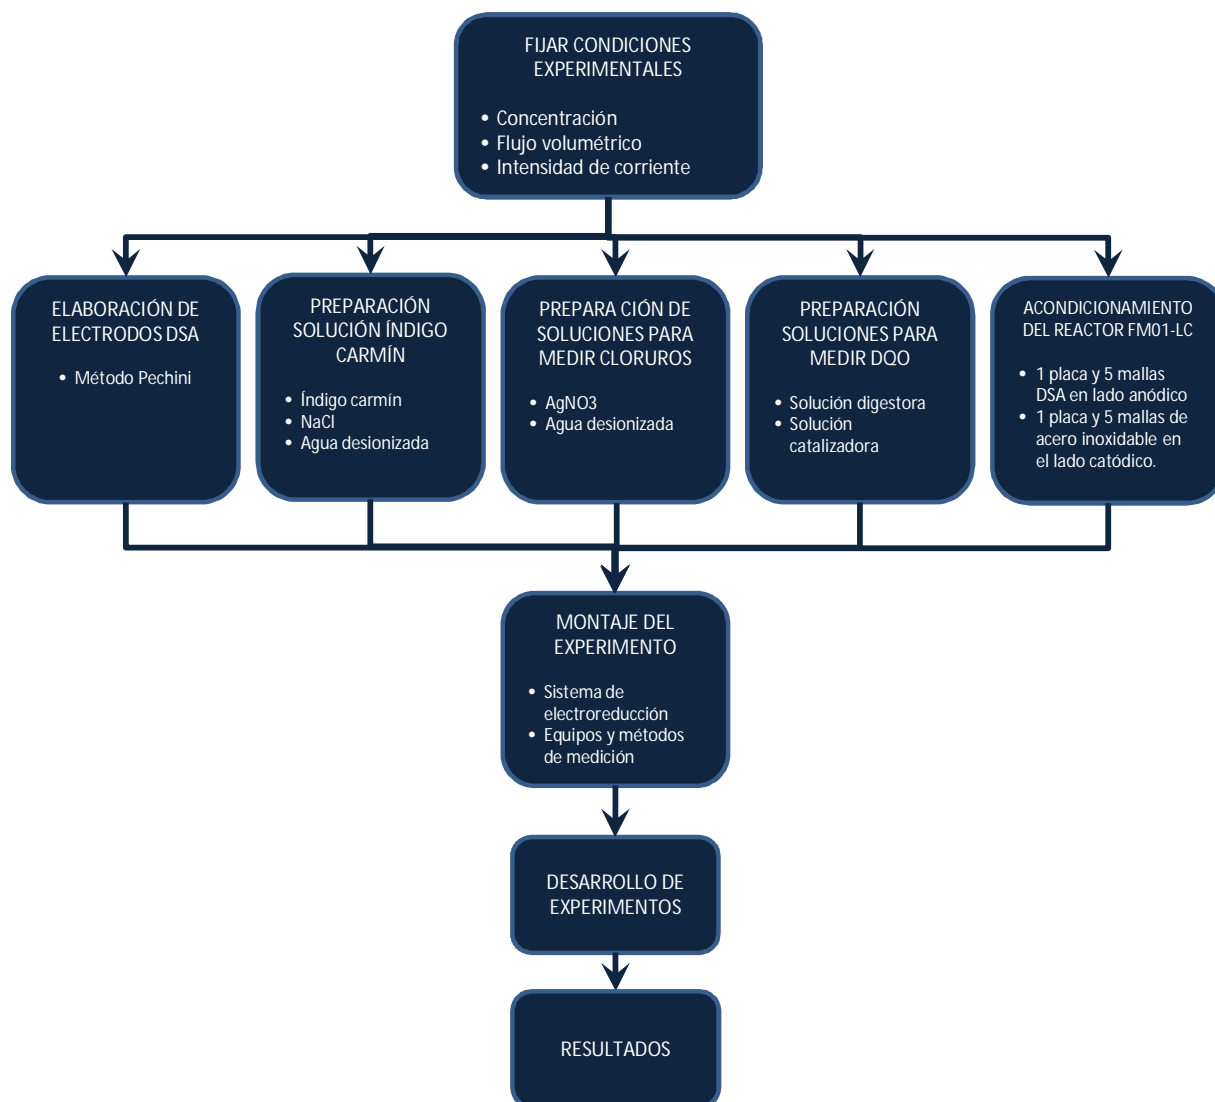 FIJAR CONDICIONES
EXPERIMENTALES
• Concentración
• Flujo volumétrico
• Intensidad de corriente
ELABORACIÓN DE
ELECTRODOS DSA
• Método Pechini
PREPARACIÓN
SOLUCIÓN ÍNDIGO
CARMÍN
• Índigo carmín
• NaCl
• Agua desionizada
PREPARA CIÓN DE
SOLUCIONES PARA
MEDIR CLORUROS
• AgNO3
• Agua desionizada
PREPARACIÓN
SOLUCIONES PARA
MEDIR DQO
• Solución digestora
• Solución
catalizadora
ACONDICIONAMIENTO
DEL REACTOR FM01-LC
• 1 placa y 5 mallas
DSA en lado anódico
• 1 placa y 5 mallas de
acero inoxidable en
el lado catódico.
MONTAJE DEL
EXPERIMENTO
• Sistema de
electroreducción
• Equipos y métodos
de medición
DESARROLLO DE
EXPERIMENTOS
RESULTADOS